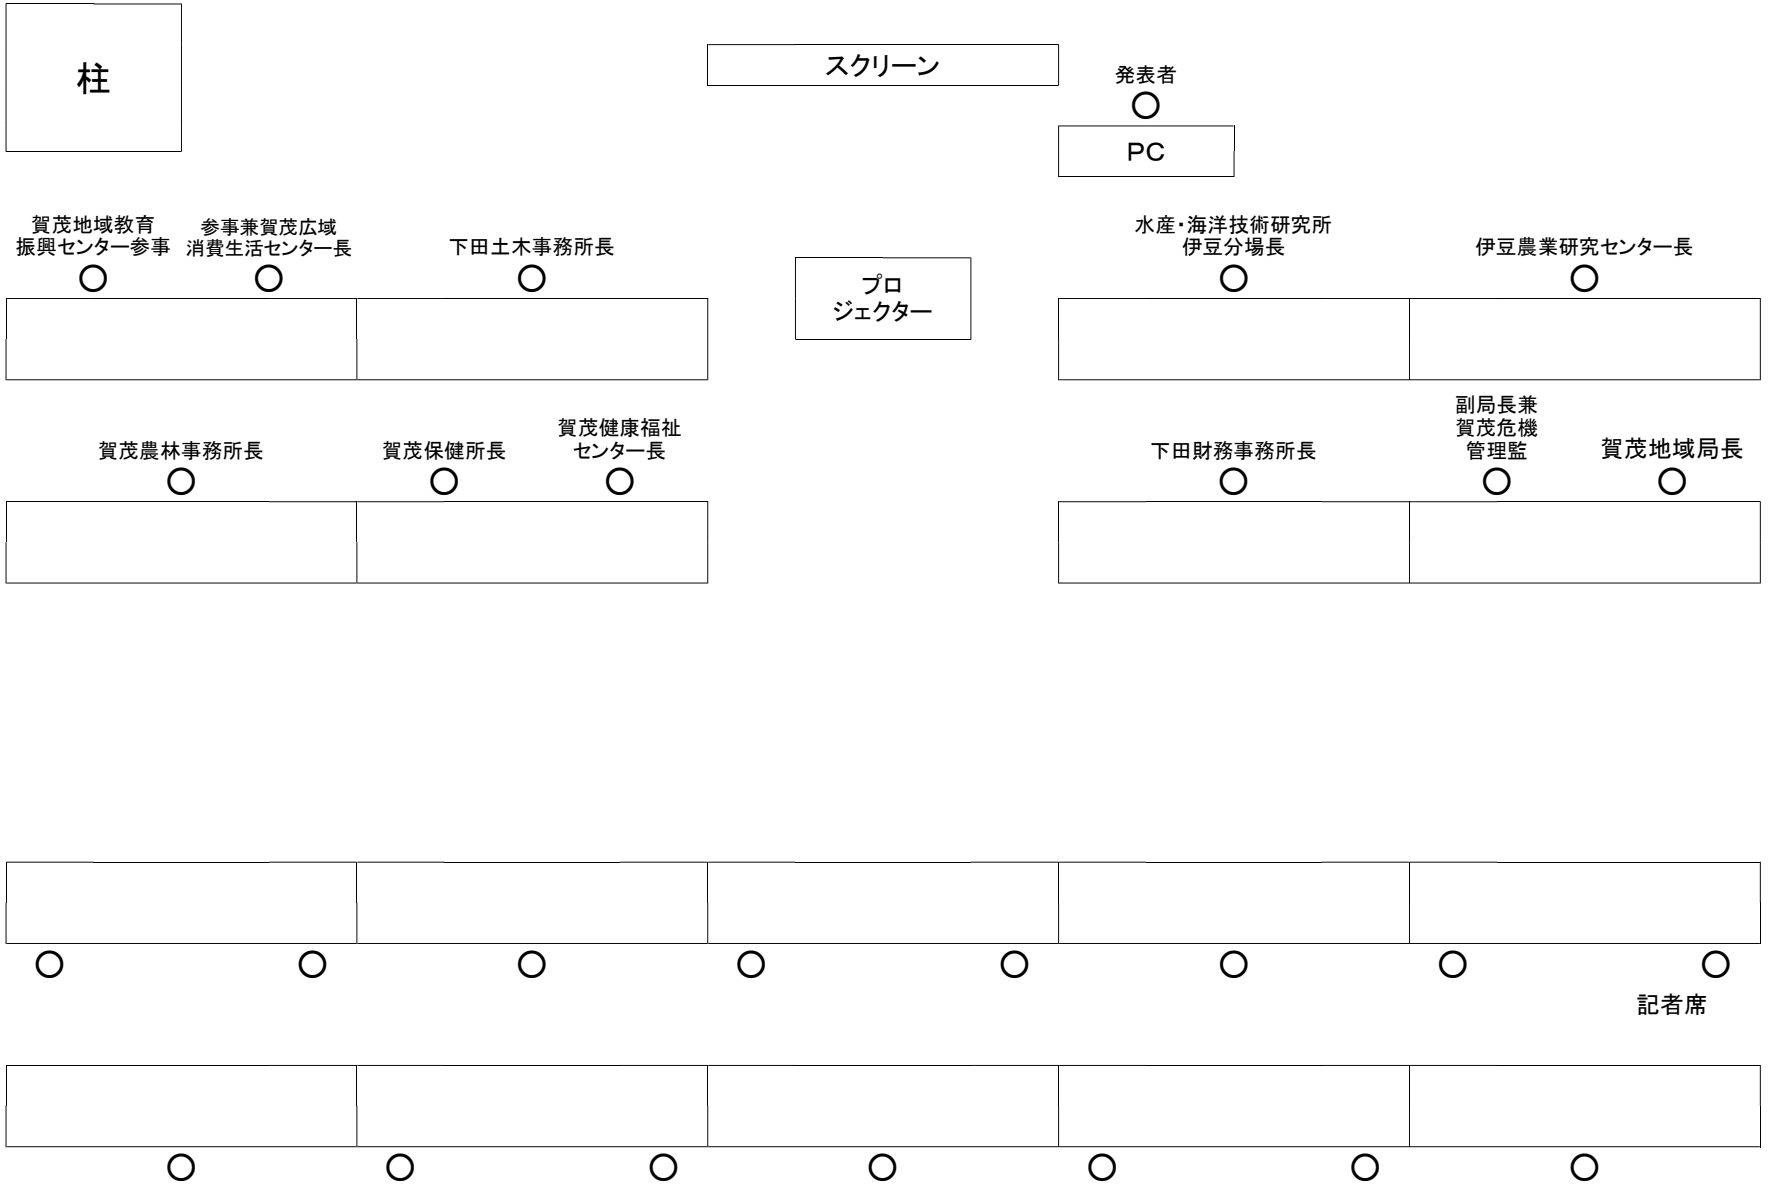 柱
スクリーン
発表者
PC
賀茂地域教育
振興センター参事
参事兼賀茂広域
消費生活センター長
下田土木事務所長
プロ
ジェクター
水産・海洋技術研究所
伊豆分場長
伊豆農業研究センター長
賀茂農林事務所長
賀茂保健所長
賀茂健康福祉
センター長
下田財務事務所長
副局長兼
賀茂危機
管理監
賀茂地域局長
記者席